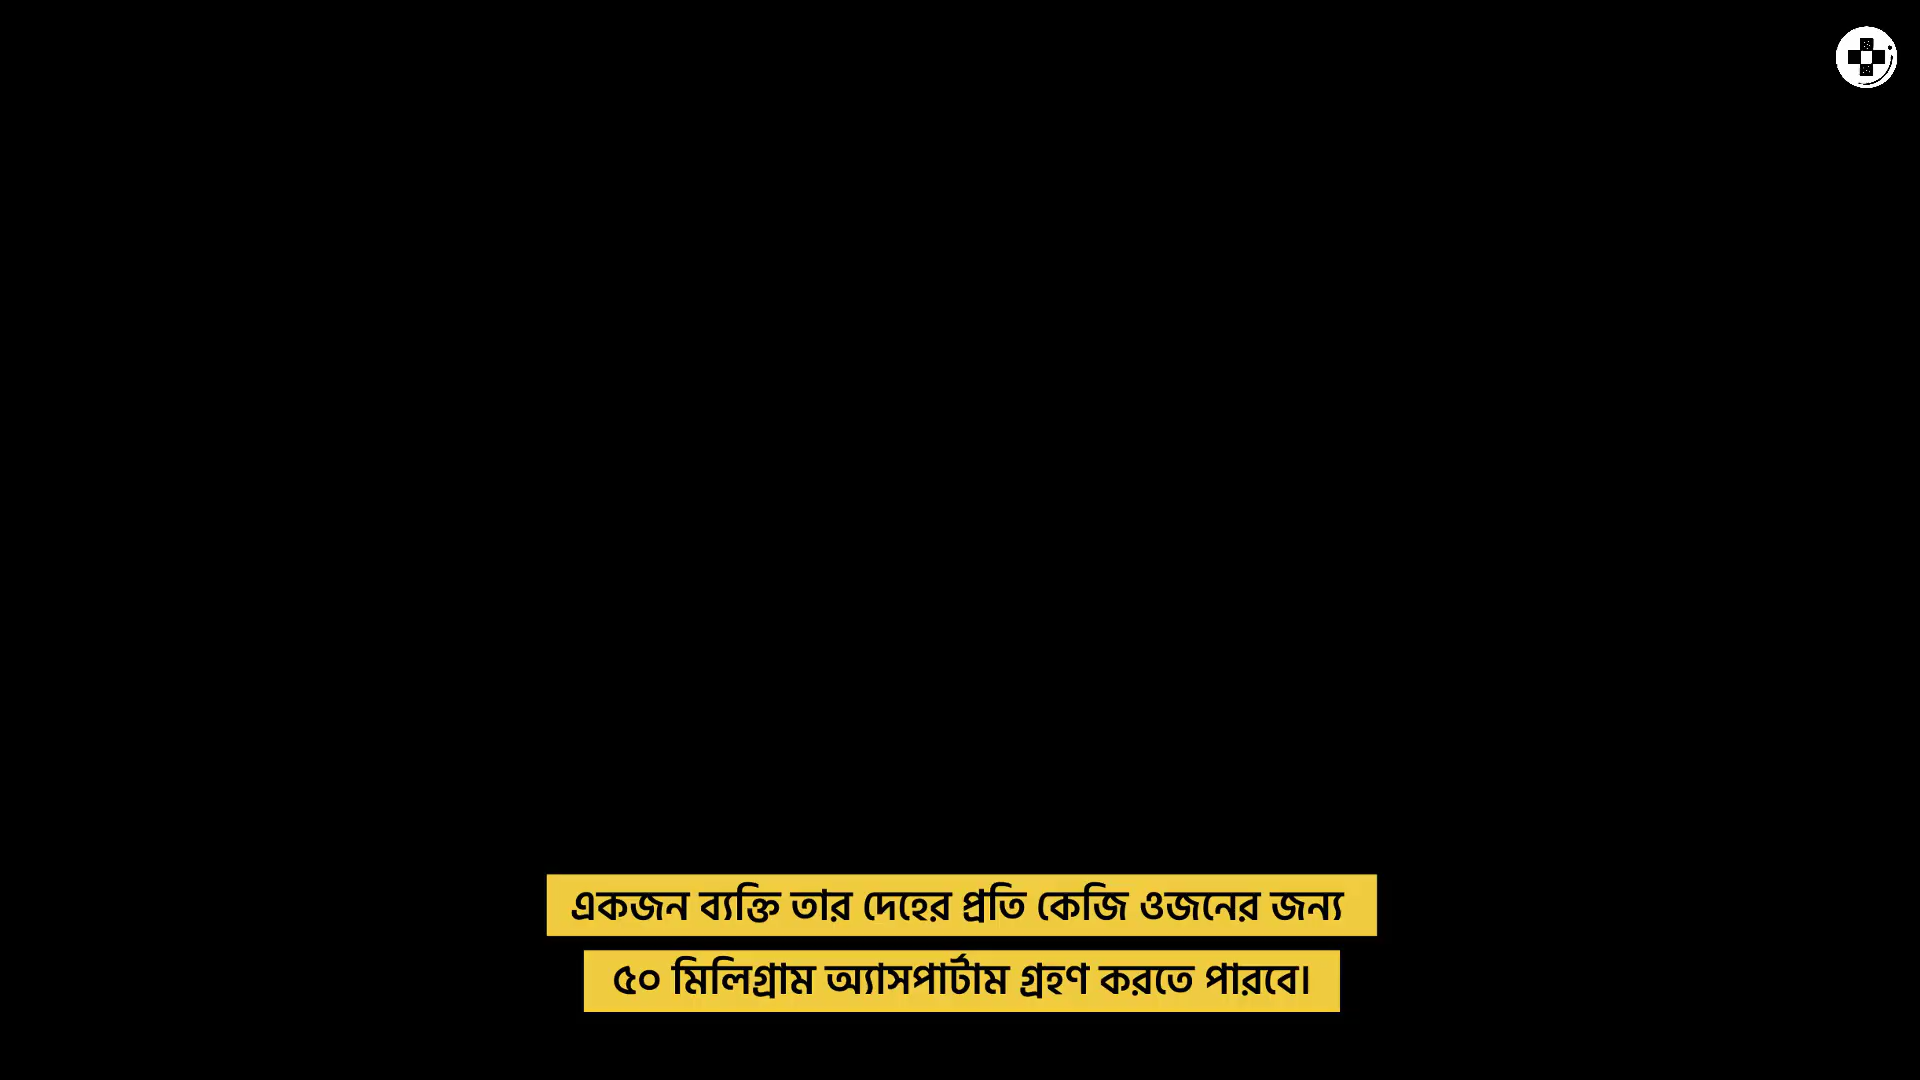 একজন ব্যক্তি তার দেহের প্রতি কেজি ওজনের জন্য
৫০ মিলিগ্রাম অ্যাসপার্টাম গ্রহণ করতে পারবে।